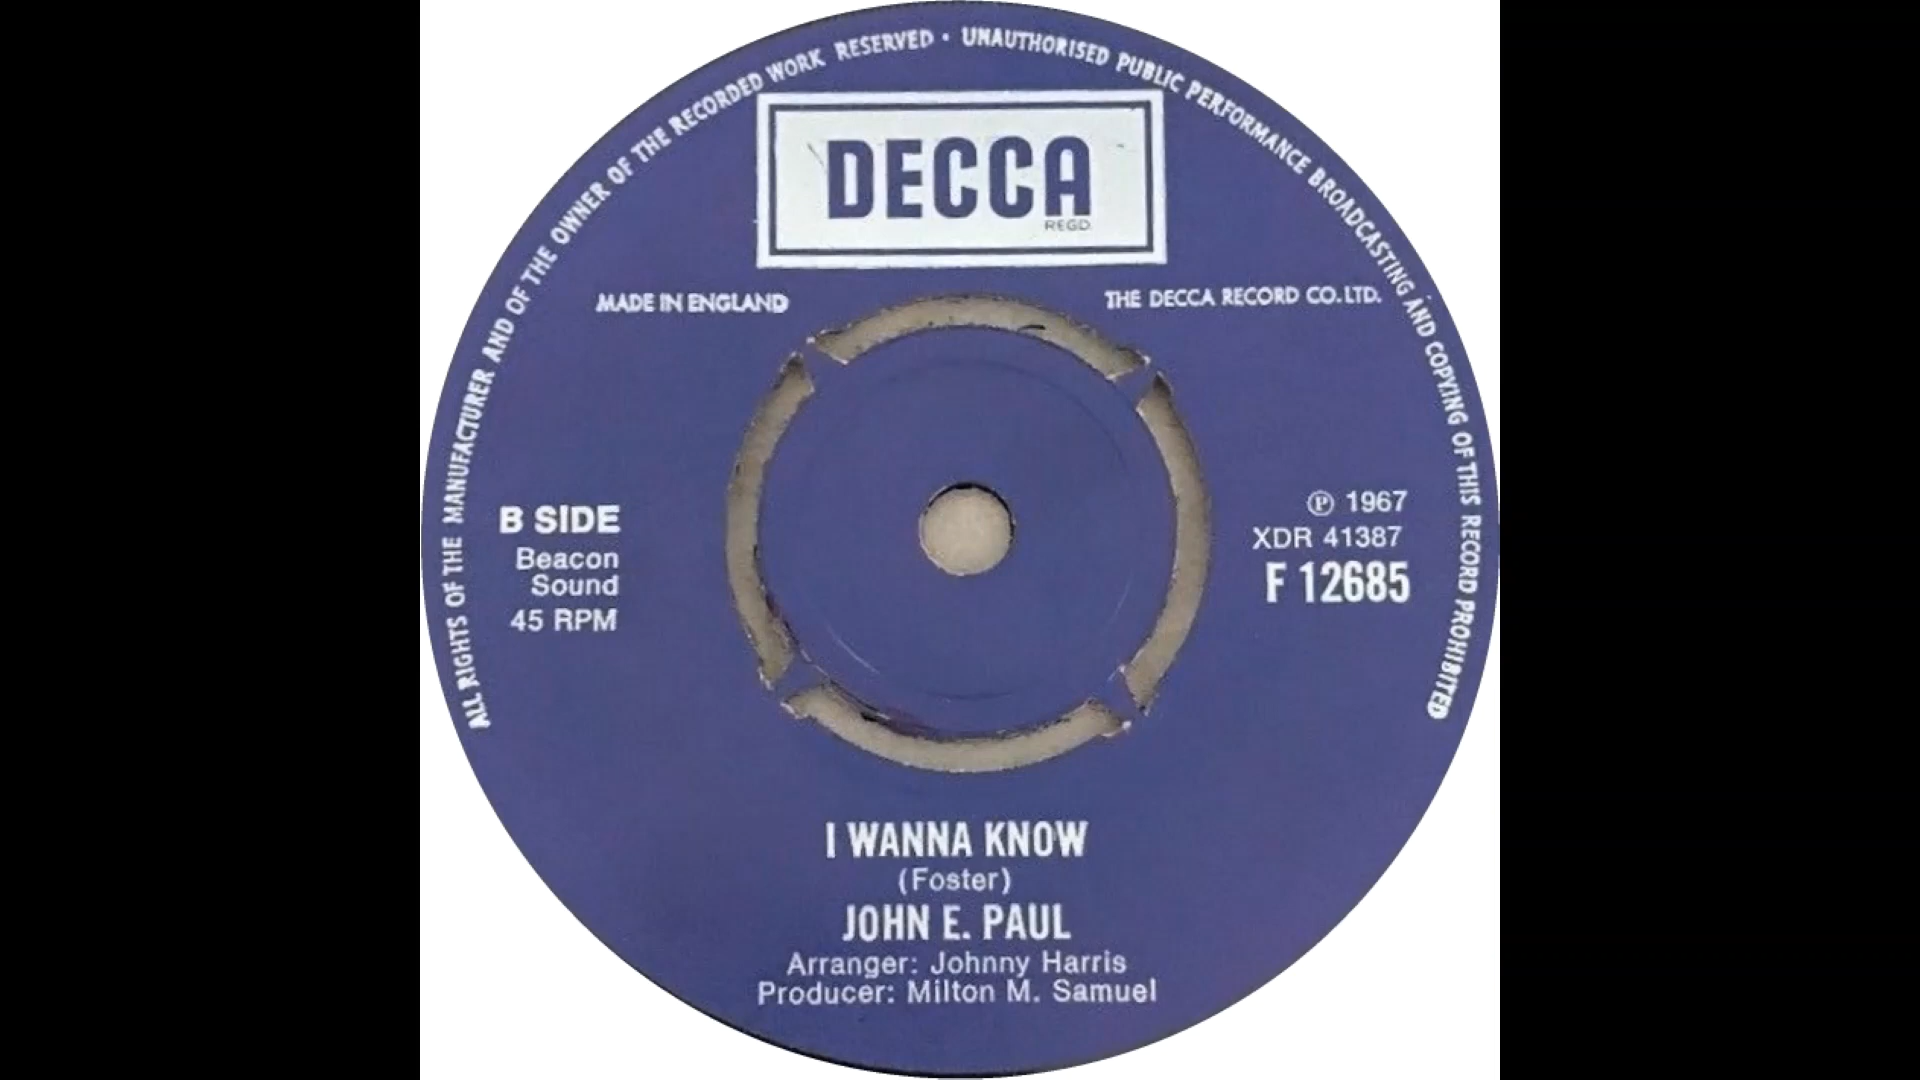 ALL RIGHTS OF THE MANUFACTURER AND OF THE OWNER OF THE RECORDED WORK RESERVED · UNAUTHORISED PUBLIC PERFORMANCE BROADCASTING AND COPYING OF THIS RECORD PROHIBITED
DECCA
REGD.
MADE IN ENGLAND
THE DECCA RECORD CO. LTD.
B SIDE
Beacon
Sound
45 RPM
℗ 1967
XDR 41387
F 12685
I WANNA KNOW
(Foster)
JOHN E. PAUL
Arranger: Johnny Harris
Producer: Milton M. Samuel